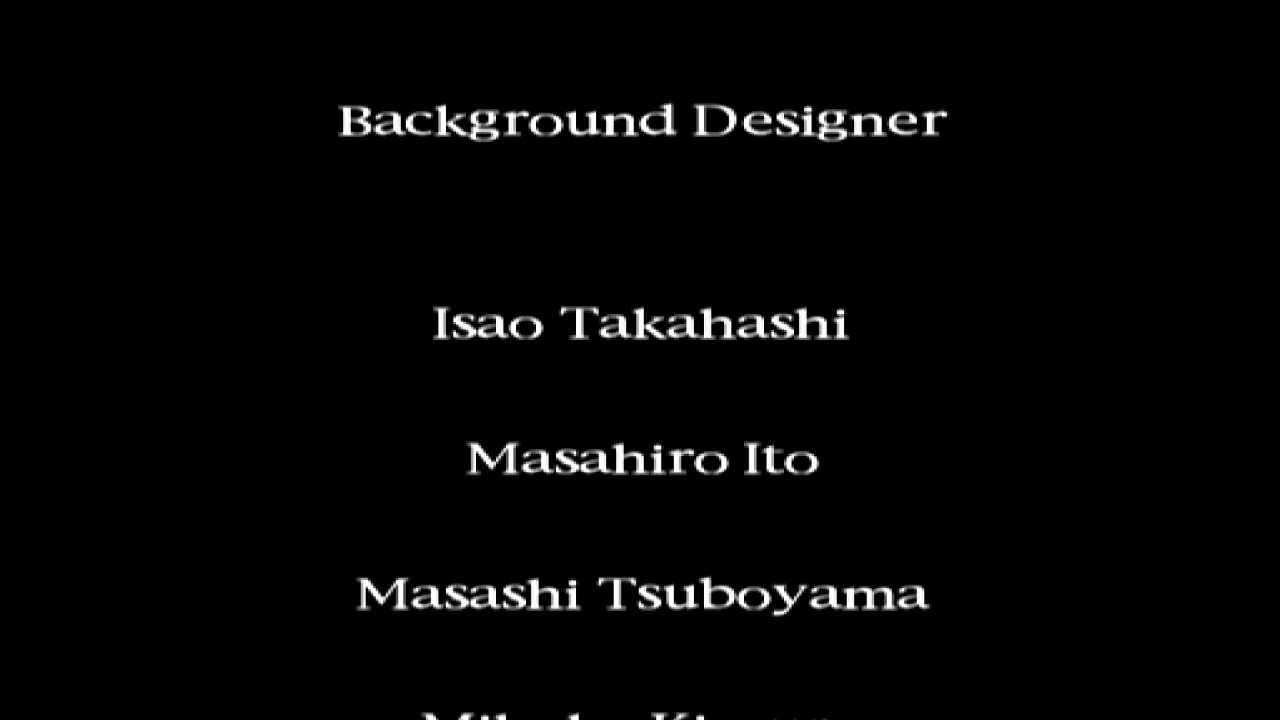 Background Designer
Isao Takahashi
Masahiro Ito
Masashi Tsuboyama